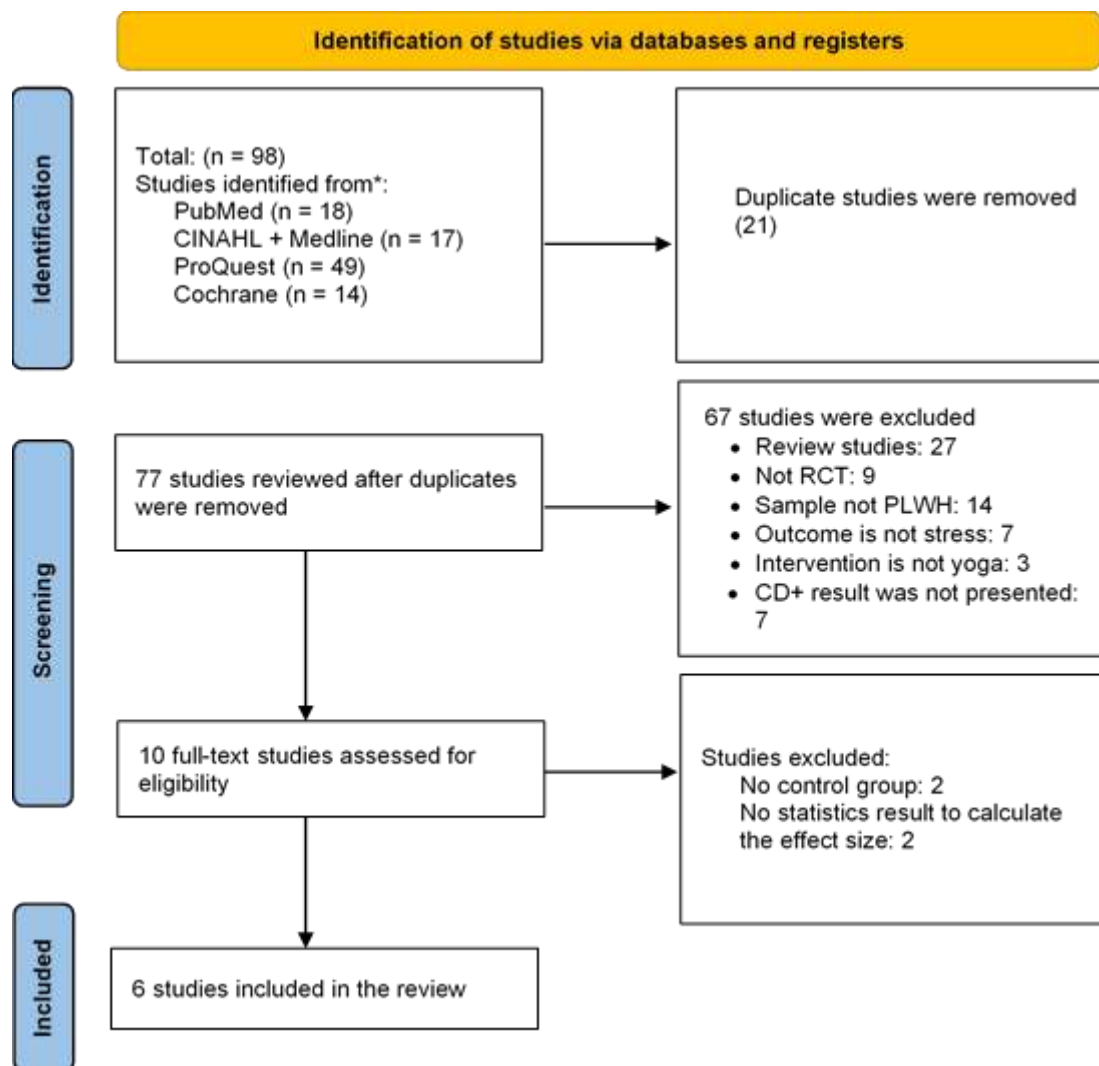 Identification of studies via databases and registers
Identification
Total: (n = 98)
Studies identified from*:
PubMed (n = 18)
CINAHL + Medline (n = 17)
ProQuest (n = 49)
Cochrane (n = 14)
Duplicate studies were removed
(21)
Screening
77 studies reviewed after duplicates
were removed
67 studies were excluded
• Review studies: 27
• Not RCT: 9
• Sample not PLWH: 14
• Outcome is not stress: 7
• Intervention is not yoga: 3
• CD+ result was not presented:
7
10 full-text studies assessed for
eligibility
Studies excluded:
No control group: 2
No statistics result to calculate
the effect size: 2
Included
6 studies included in the review